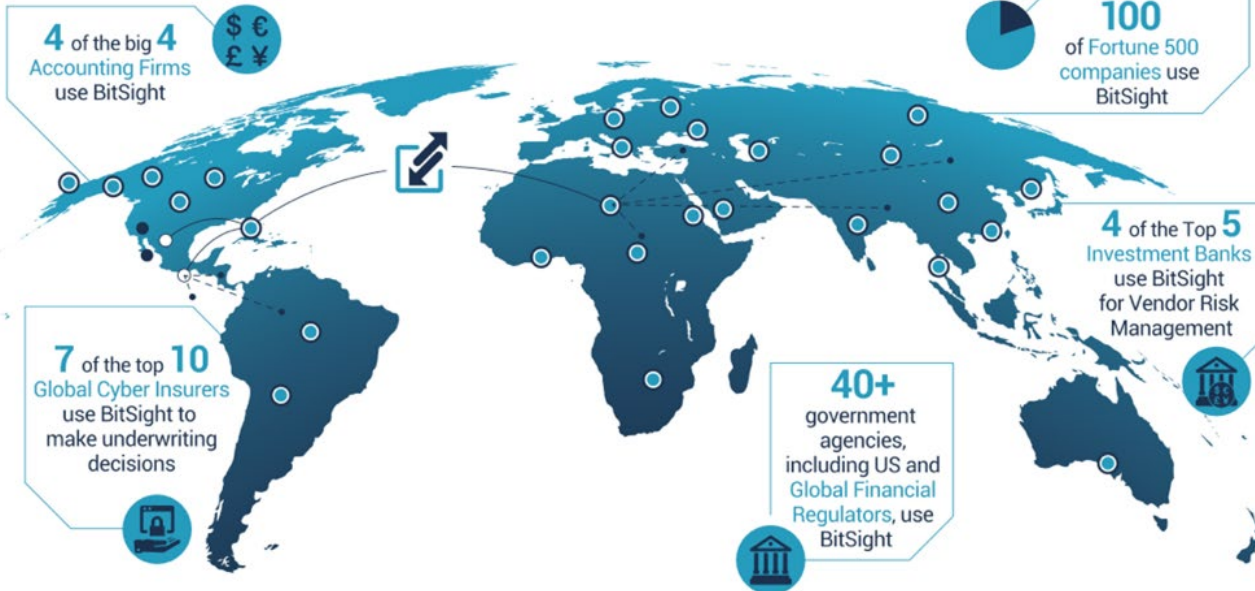 4 of the big 4
Accounting Firms
use BitSight
$ €
£ ¥
100
of Fortune 500
companies use
BitSight
4 of the Top 5
Investment Banks
use BitSight
for Vendor Risk
Management
7 of the top 10
Global Cyber Insurers
use BitSight to
make underwriting
decisions
40+
government
agencies,
including US and
Global Financial
Regulators, use
BitSight